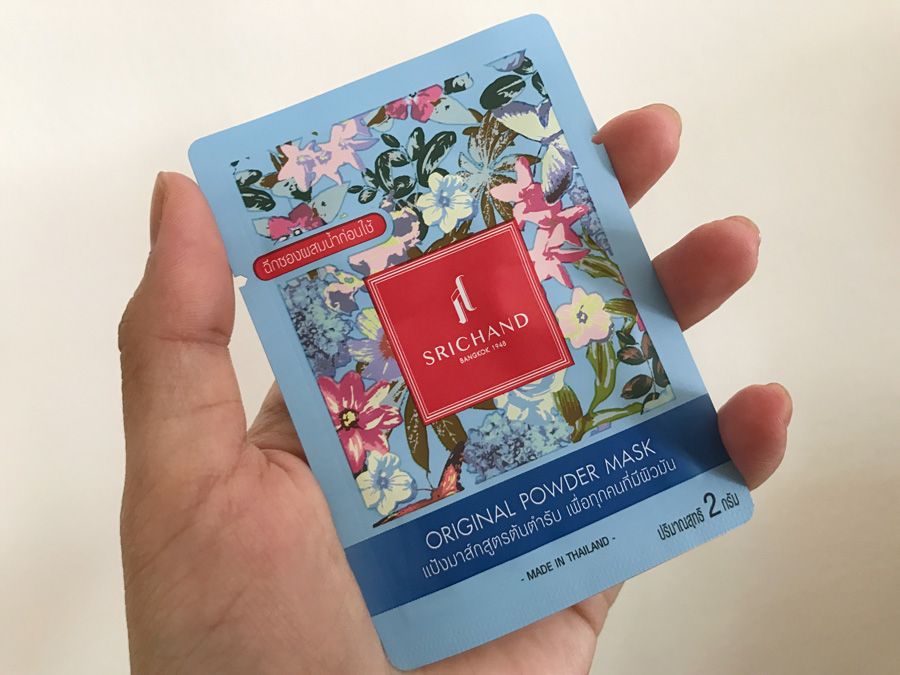 ฉีกซองผสมน้ำก่อนใช้
SRICHAND
BANGKOK 1948
ORIGINAL POWDER MASK
แป้งมาส์กสูตรต้นตำรับ เพื่อทุกคนที่มีผิวมัน
ปริมาณสุทธิ์ 2 กรัม
- MADE IN THAILAND -